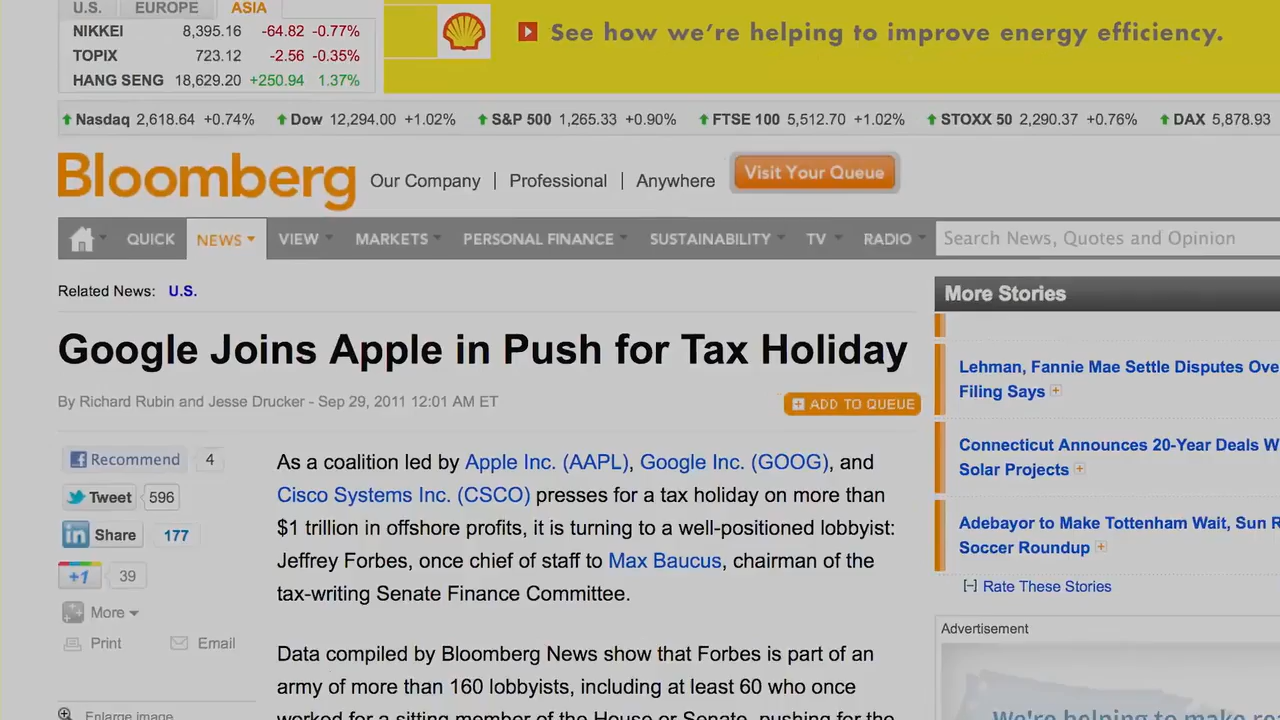 U.S. EUROPE ASIA
NIKKEI 8,395.16 -64.82 -0.77%
TOPIX 723.12 -2.56 -0.35%
HANG SENG 18,629.20 +250.94 1.37%
See how we're helping to improve energy efficiency.
Nasdaq 2,618.64 +0.74% Dow 12,294.00 +1.02% S&P 500 1,265.33 +0.90% FTSE 100 5,512.70 +1.02% STOXX 50 2,290.37 +0.76% DAX 5,878.93
Bloomberg Our Company | Professional | Anywhere Visit Your Queue
QUICK NEWS VIEW MARKETS PERSONAL FINANCE SUSTAINABILITY TV RADIO Search News, Quotes and Opinion
Related News: U.S.
Google Joins Apple in Push for Tax Holiday
By Richard Rubin and Jesse Drucker - Sep 29, 2011 12:01 AM ET
ADD TO QUEUE
Recommend 4
Tweet 596
in Share 177
+1 39
More
Print Email
Enlarge image
As a coalition led by Apple Inc. (AAPL), Google Inc. (GOOG), and
Cisco Systems Inc. (CSCO) presses for a tax holiday on more than
$1 trillion in offshore profits, it is turning to a well-positioned lobbyist:
Jeffrey Forbes, once chief of staff to Max Baucus, chairman of the
tax-writing Senate Finance Committee.
Data compiled by Bloomberg News show that Forbes is part of an
army of more than 160 lobbyists, including at least 60 who once
worked for a sitting member of the House or Senate, pushing for the
More Stories
Lehman, Fannie Mae Settle Disputes Ove
Filing Says
Connecticut Announces 20-Year Deals W
Solar Projects
Adebayor to Make Tottenham Wait, Sun R
Soccer Roundup
[-] Rate These Stories
Advertisement
We're helping to make ro